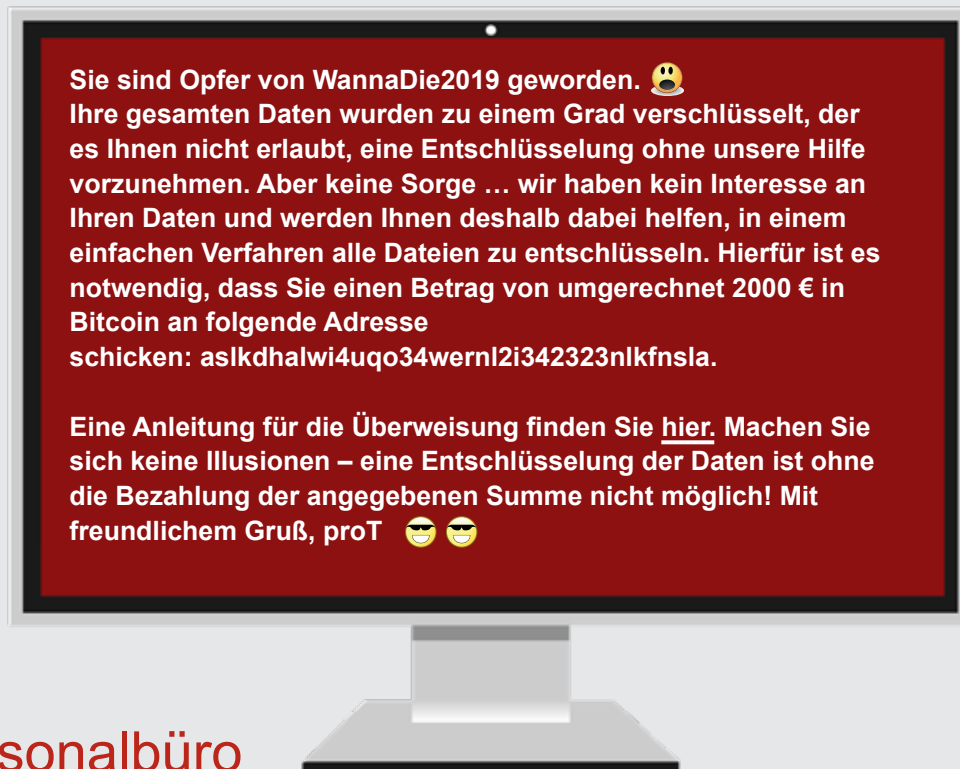 Sie sind Opfer von WannaDie2019 geworden.
Ihre gesamten Daten wurden zu einem Grad verschlüsselt, der
es Ihnen nicht erlaubt, eine Entschlüsselung ohne unsere Hilfe
vorzunehmen. Aber keine Sorge … wir haben kein Interesse an
Ihren Daten und werden Ihnen deshalb dabei helfen, in einem
einfachen Verfahren alle Dateien zu entschlüsseln. Hierfür ist es
notwendig, dass Sie einen Betrag von umgerechnet 2000 € in
Bitcoin an folgende Adresse
schicken: aslkdhalwi4uqo34wernl2i342323nlkfnsla.
Eine Anleitung für die Überweisung finden Sie hier. Machen Sie
sich keine Illusionen – eine Entschlüsselung der Daten ist ohne
die Bezahlung der angegebenen Summe nicht möglich! Mit
freundlichem Gruß, proT
sonalbüro